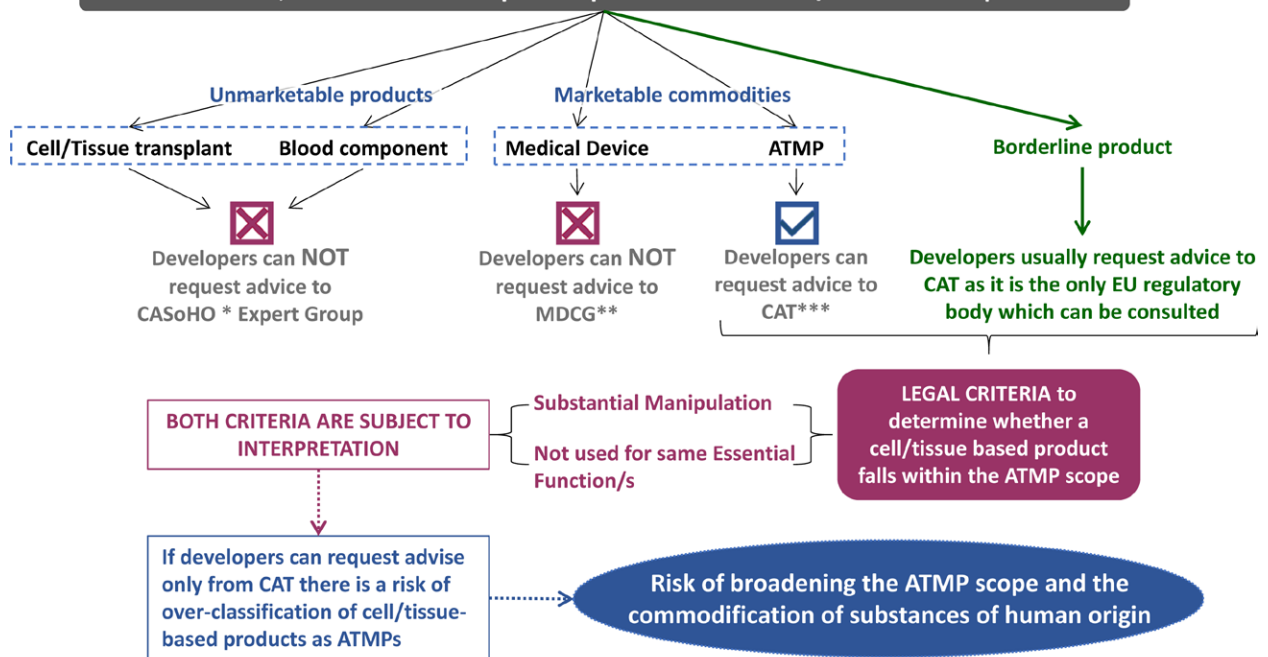 Unmarketable products
Marketable commodities
Cell/Tissue transplant
Blood component
Medical Device
ATMP
Borderline product
Developers can NOT
request advice to
CASoHO * Expert Group
Developers can NOT
request advice to
MDCG**
Developers can
request advice to
CAT***
Developers usually request advice to
CAT as it is the only EU regulatory
body which can be consulted
BOTH CRITERIA ARE SUBJECT TO
INTERPRETATION
Substantial Manipulation
Not used for same Essential
Function/s
LEGAL CRITERIA to
determine whether a
cell/tissue based product
falls within the ATMP scope
If developers can request advise
only from CAT there is a risk of
over-classification of cell/tissue-
based products as ATMPs
Risk of broadening the ATMP scope and the
commodification of substances of human origin